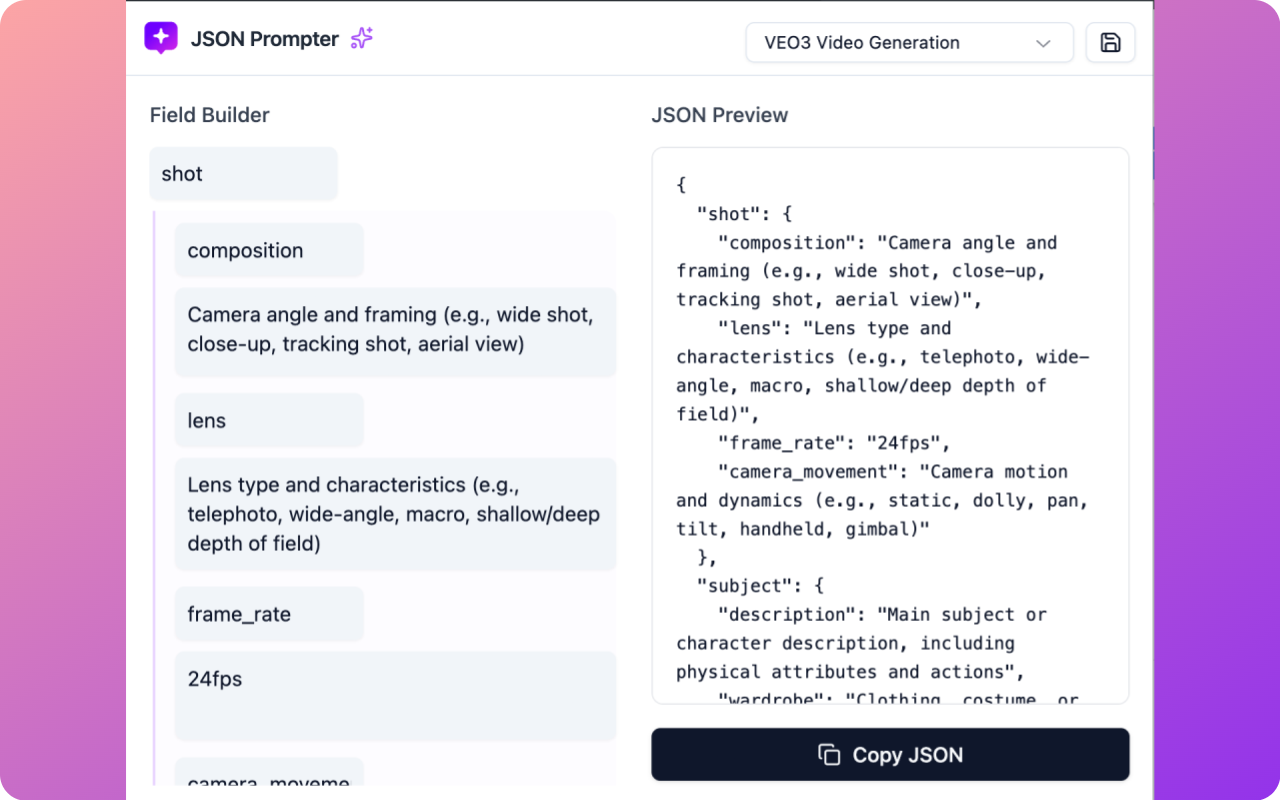 JSON Prompter
VEO3 Video Generation
Field Builder
shot
composition
Camera angle and framing (e.g., wide shot,
close-up, tracking shot, aerial view)
lens
Lens type and characteristics (e.g.,
telephoto, wide-angle, macro, shallow/deep
depth of field)
frame_rate
24fps
camera_moveme
JSON Preview
{
"shot": {
"composition": "Camera angle and
framing (e.g., wide shot, close-up,
tracking shot, aerial view)",
"lens": "Lens type and
characteristics (e.g., telephoto, wide-
angle, macro, shallow/deep depth of
field)",
"frame_rate": "24fps",
"camera_movement": "Camera motion
and dynamics (e.g., static, dolly, pan,
tilt, handheld, gimbal)"
},
"subject": {
"description": "Main subject or
character description, including
physical attributes and actions",
"wardrobe": "Clothing, costume, or
Copy JSON